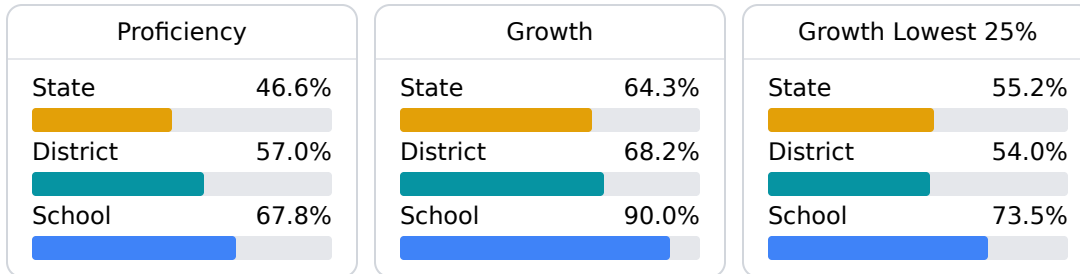 Proficiency
State 46.6%
District 57.0%
School 67.8%
Growth
State 64.3%
District 68.2%
School 90.0%
Growth Lowest 25%
State 55.2%
District 54.0%
School 73.5%